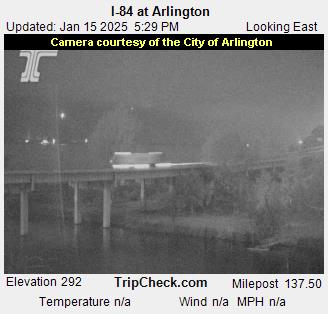 I-84 at Arlington
Updated: Jan 15 2025 5:29 PM Looking East
Camera courtesy of the City of Arlington
Elevation 292 TripCheck.com Milepost 137.50
Temperature n/a Wind n/a MPH n/a